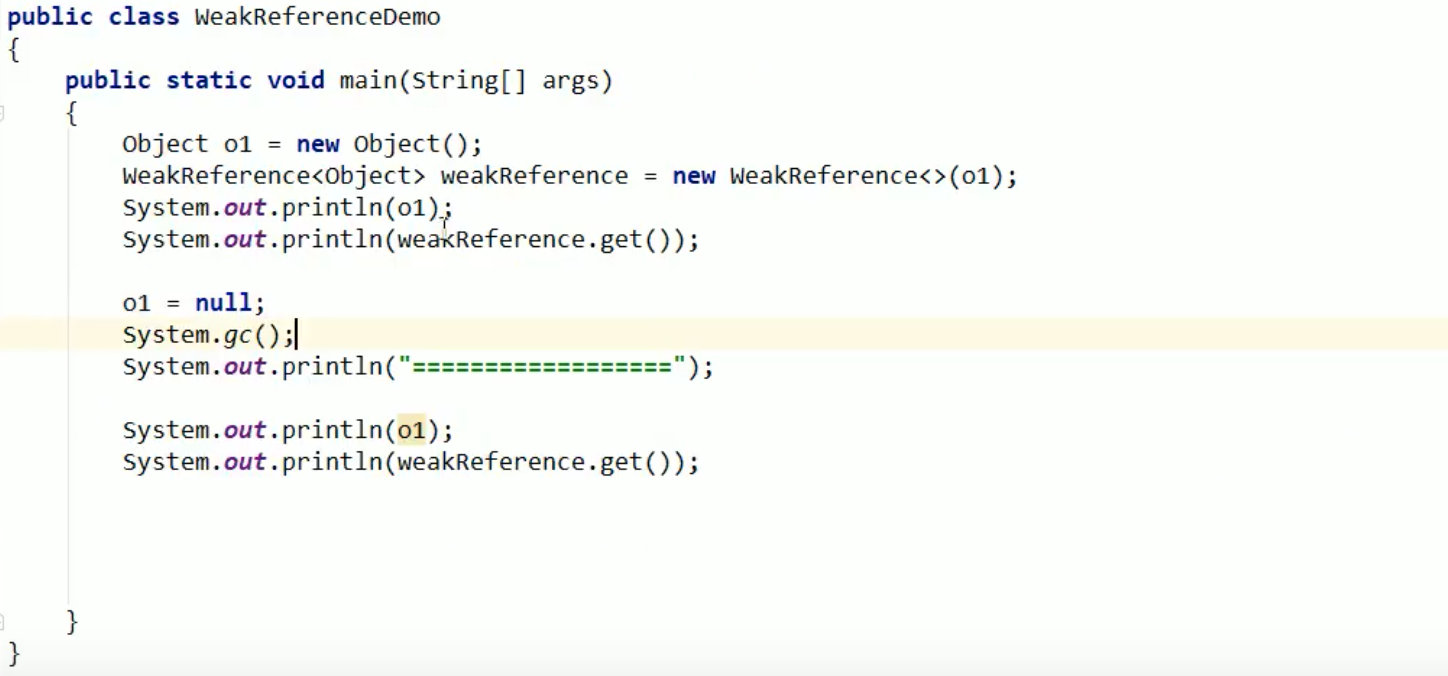 public class WeakReferenceDemo
{
    public static void main(String[] args)
    {
        Object o1 = new Object();
        WeakReference<Object> weakReference = new WeakReference<>(o1);
        System.out.println(o1);
        System.out.println(weakReference.get());

        o1 = null;
        System.gc();
        System.out.println("==================");

        System.out.println(o1);
        System.out.println(weakReference.get());
    }
}